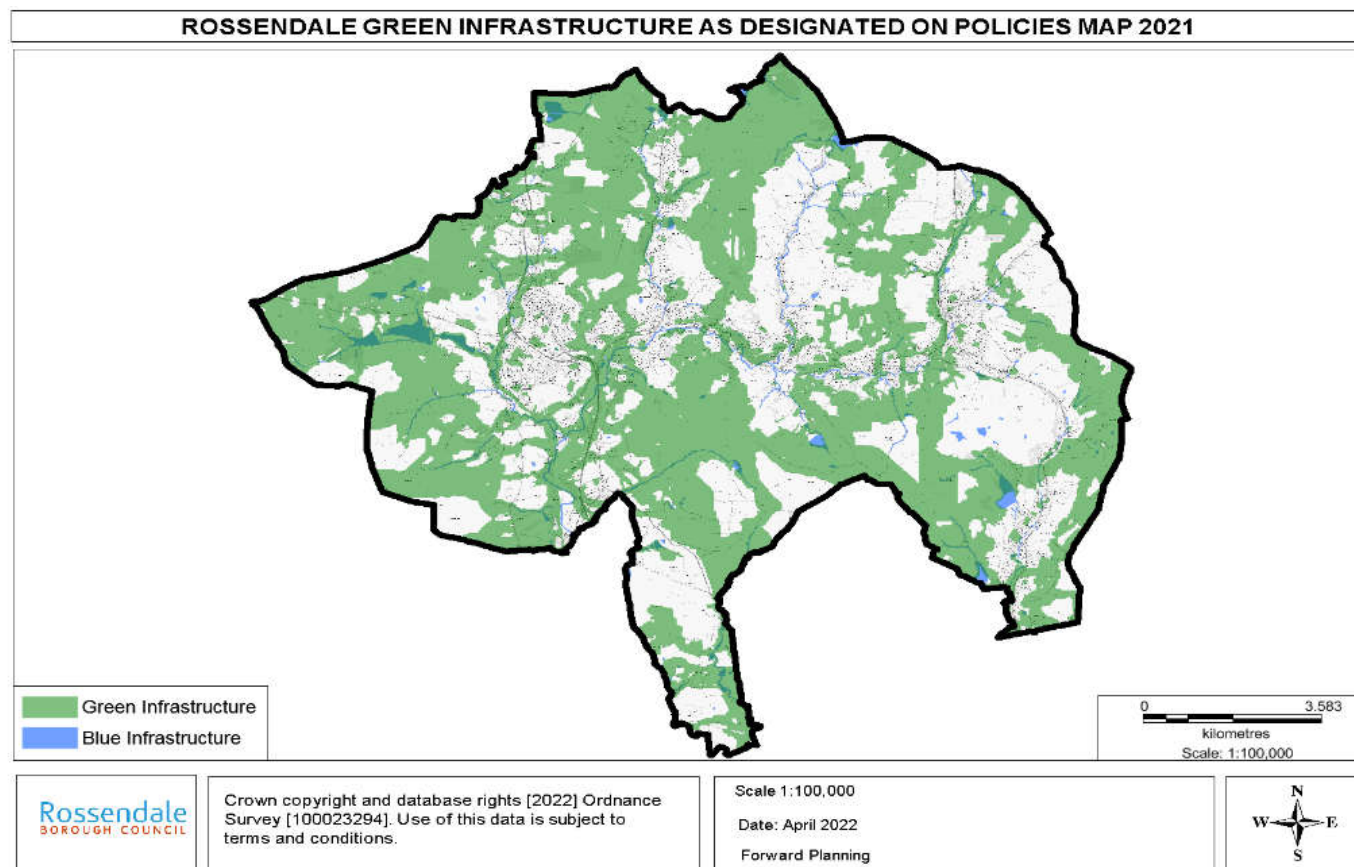 ROSSENDALE GREEN INFRASTRUCTURE AS DESIGNATED ON POLICIES MAP 2021
Green Infrastructure
Blue Infrastructure
0 3.583
kilometres
Scale: 1:100,000
Rossendale
BOROUGH COUNCIL
Crown copyright and database rights [2022] Ordnance
Survey [100023294]. Use of this data is subject to
terms and conditions.
Scale 1:100,000
Date: April 2022
Forward Planning
N
W E
S